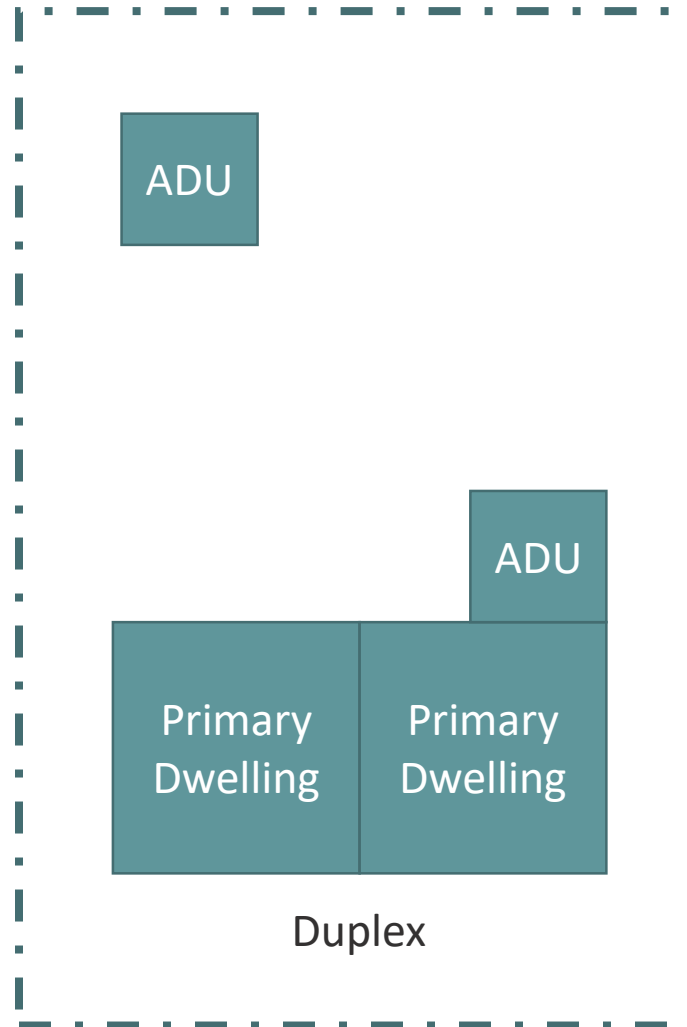 ADU
ADU
Primary
Dwelling
Primary
Dwelling
Duplex